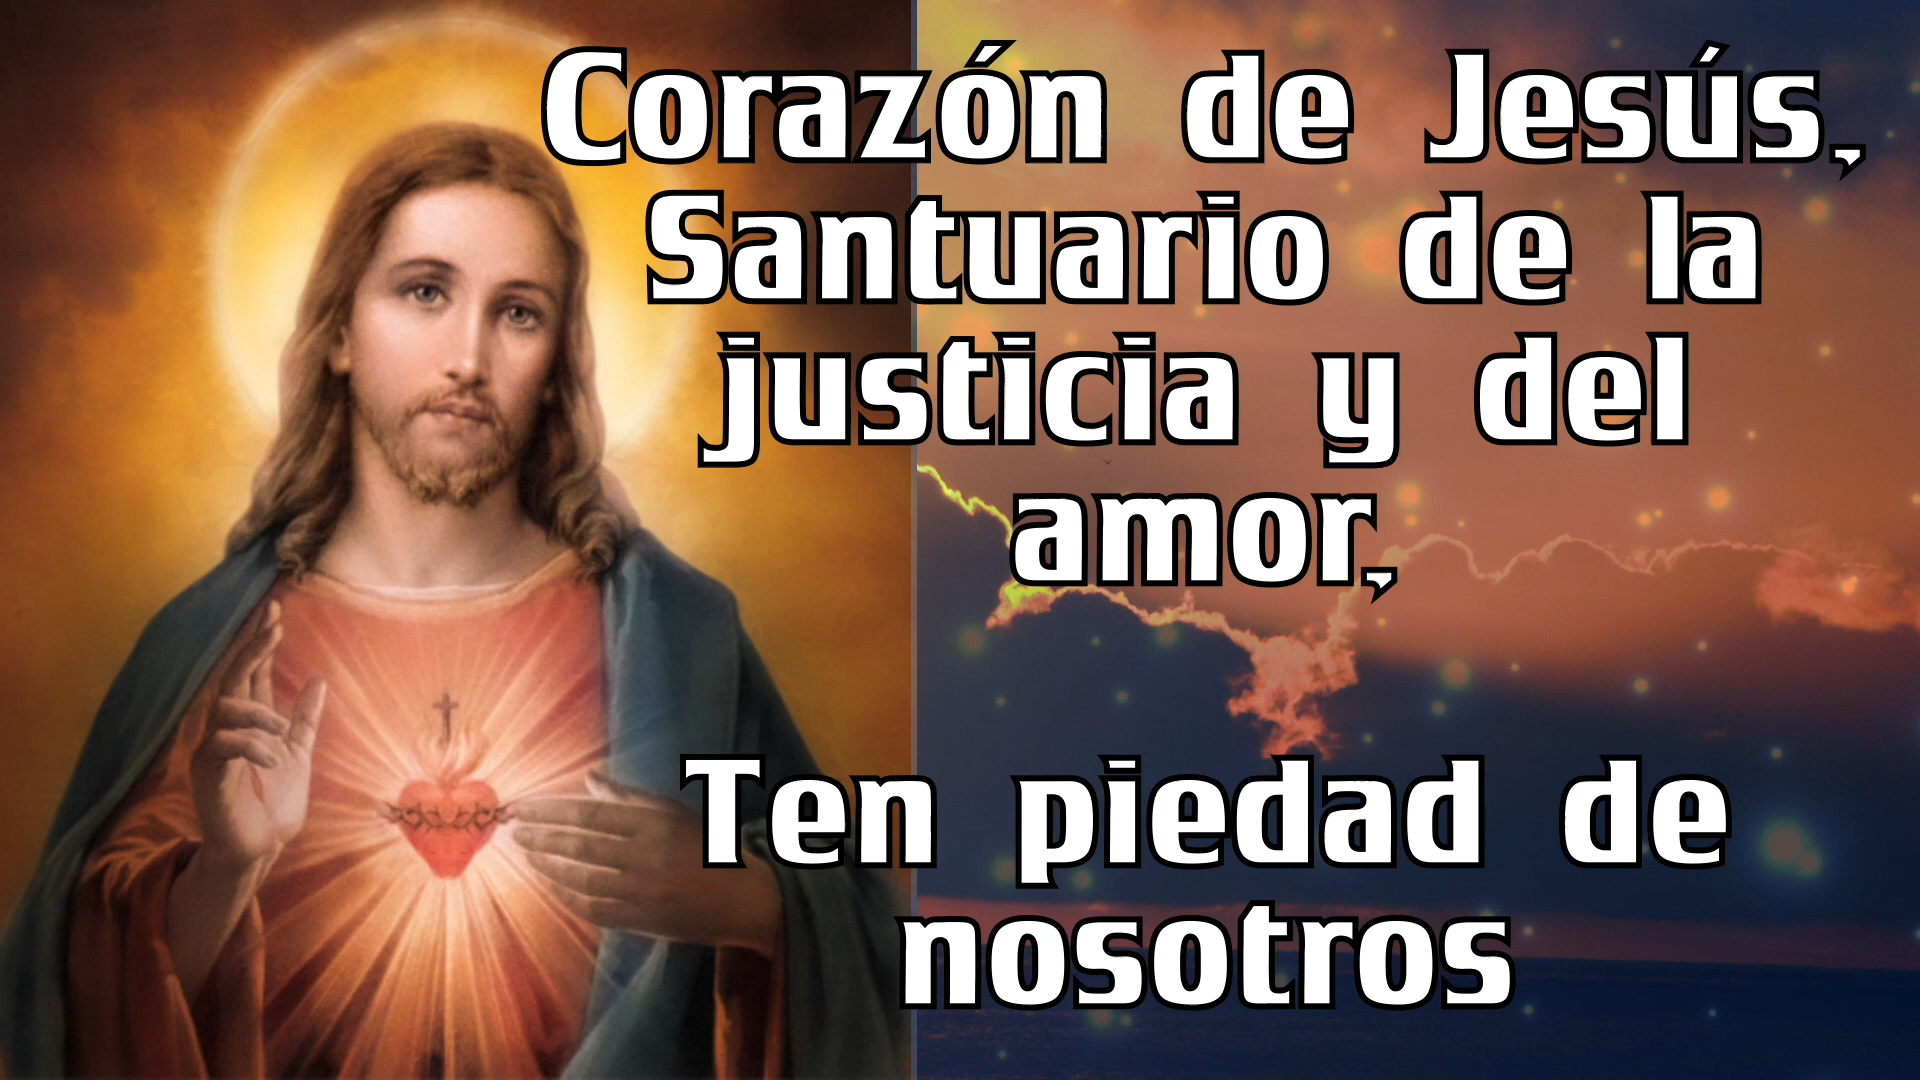 Corazón de Jesús,
Santuario de la
justicia y del
amor,
Ten piedad de
nosotros